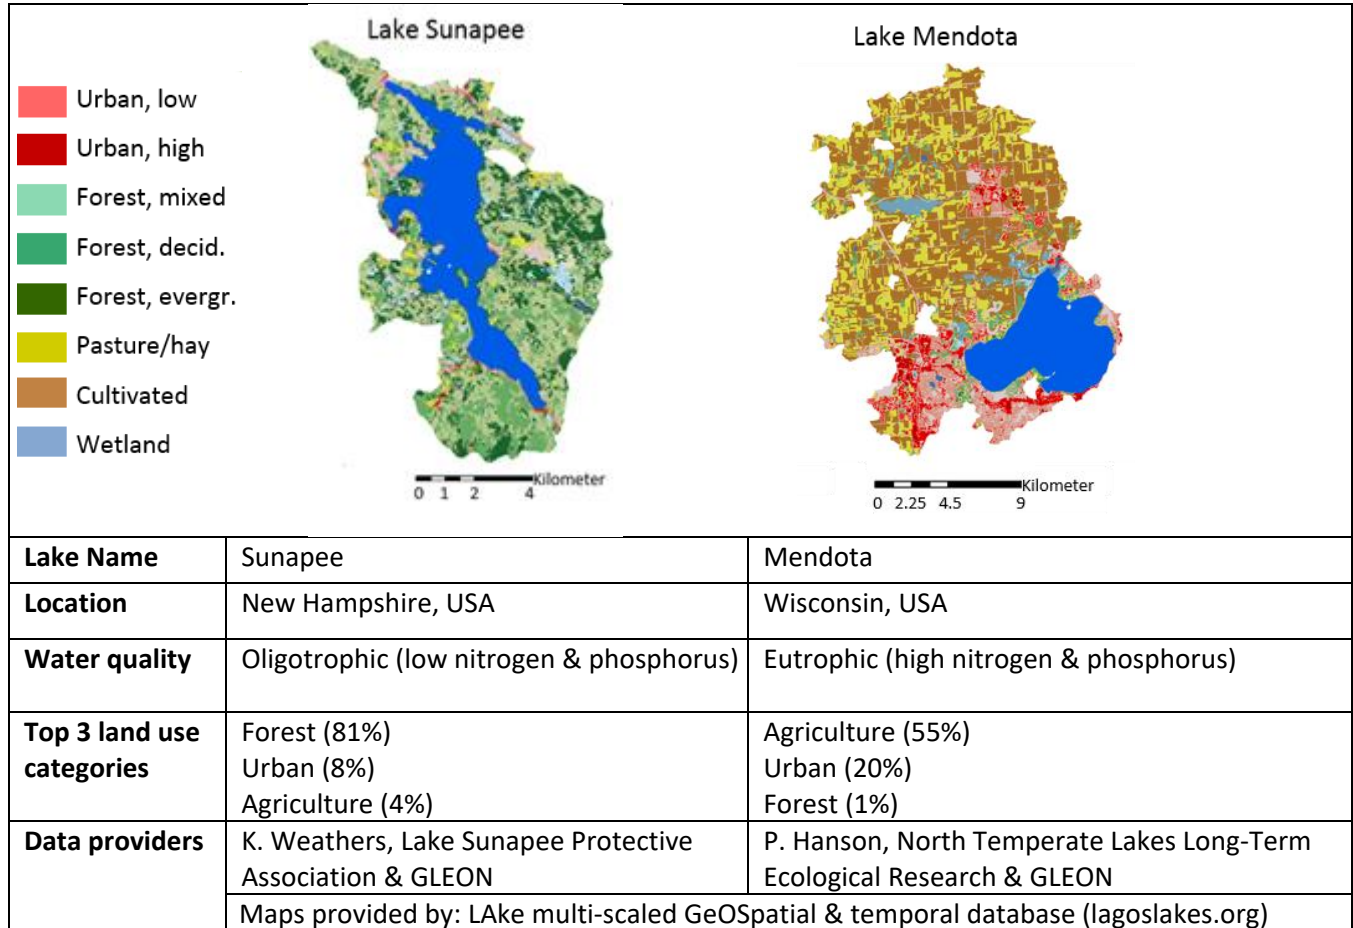 Lake Sunapee
Lake Mendota
Urban, low
Urban, high
Forest, mixed
Forest, decid.
Forest, evergr.
Pasture/hay
Cultivated
Wetland
Kilometer
0 1 2 4
Kilometer
0 2.25 4.5 9
Lake Name
Sunapee
Mendota
Location
New Hampshire, USA
Wisconsin, USA
Water quality
Oligotrophic (low nitrogen & phosphorus)
Eutrophic (high nitrogen & phosphorus)
Top 3 land use
categories
Forest (81%)
Urban (8%)
Agriculture (4%)
Agriculture (55%)
Urban (20%)
Forest (1%)
Data providers
K. Weathers, Lake Sunapee Protective
Association & GLEON
P. Hanson, North Temperate Lakes Long-Term
Ecological Research & GLEON
Maps provided by: LAke multi-scaled GeOSpatial & temporal database (lagoslakes.org)